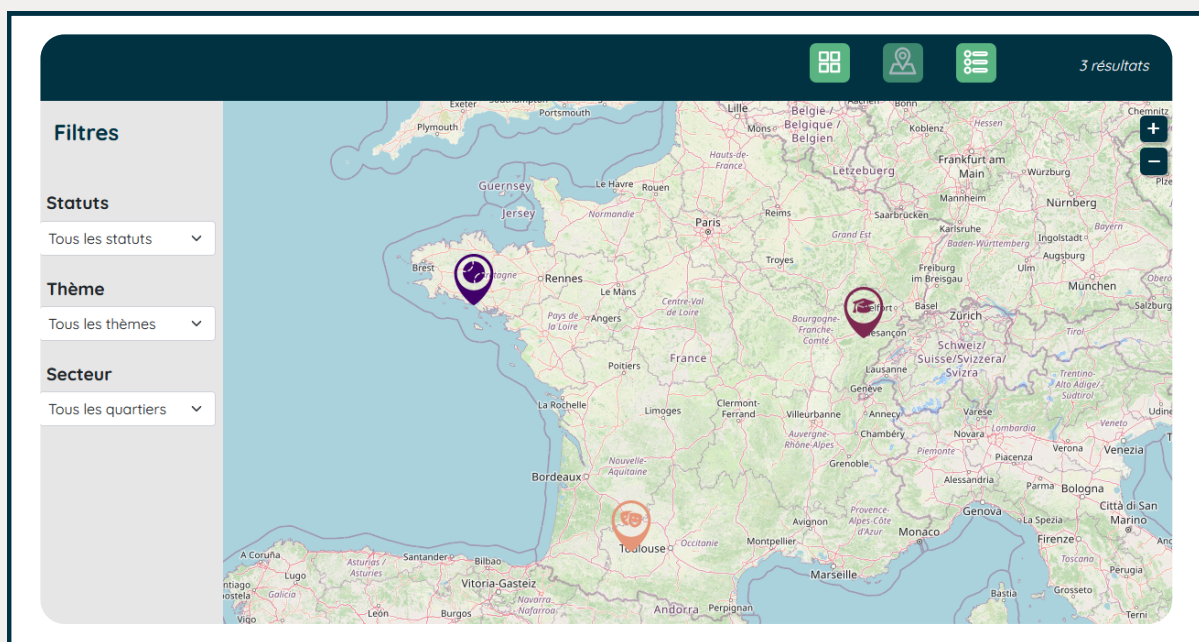 3 résultats
Filtres
Statuts
Tous les statuts
Thème
Tous les thèmes
Secteur
Tous les quartiers
+
−
Exeter
Portsmouth
Plymouth
Lille
België /
Belgique /
Belgien
Mons
Bonn
Koblenz
Hessen
Chemnitz
Frankfurt am
Main
Hauts-de-
France
Letzebuerg
Würzburg
Guernsey
Le Havre
Rouen
Mannheim
Nürnberg
Jersey
Normandie
Paris
Reims
Saarbrücken
Karlsruhe
Bayern
Grand Est
Baden-Württemberg
Ingolstadt
Augsburg
Brest
Rennes
Troyes
Freiburg
im Breisgau
Ulm
München
Le Mans
Centre-Val
de Loire
Basel
Zürich
Salzburg
Pays de
la Loire
Angers
Bourgogne-
Franche-
Comté
Tirol
Schweiz/
Suisse/Svizzera/
Svizra
Poitiers
France
Lausanne
Trentino-
Alto Adige/
Südtirol
Genève
La Rochelle
Limoges
Clermont-
Ferrand
Villeurbanne
Annecy
Varese
Udine
Auvergne-
Rhône-Alpes
Chambéry
Novara
Lombardia
Veneto
Piemonte
Verona
Venezia
Piacenza
Nouvelle-
Aquitaine
Grenoble
Bordeaux
Alessandria
Parma
Bologna
Genova
La Spezia
Città di San
Marino
Avignon
Provence-
Alpes-Côte
d'Azur
Monaco
Occitanie
Montpellier
Firenze
Toscana
A Coruña
Asturias /
Asturies
Santander
Bilbao
Marseille
Perugia
Lugo
Galicia
Vitoria-Gasteiz
Bastia
Grosseto
Vigo
León
Burgos
Navarra
Nafarroa
Andorra
Perpignan
Terni